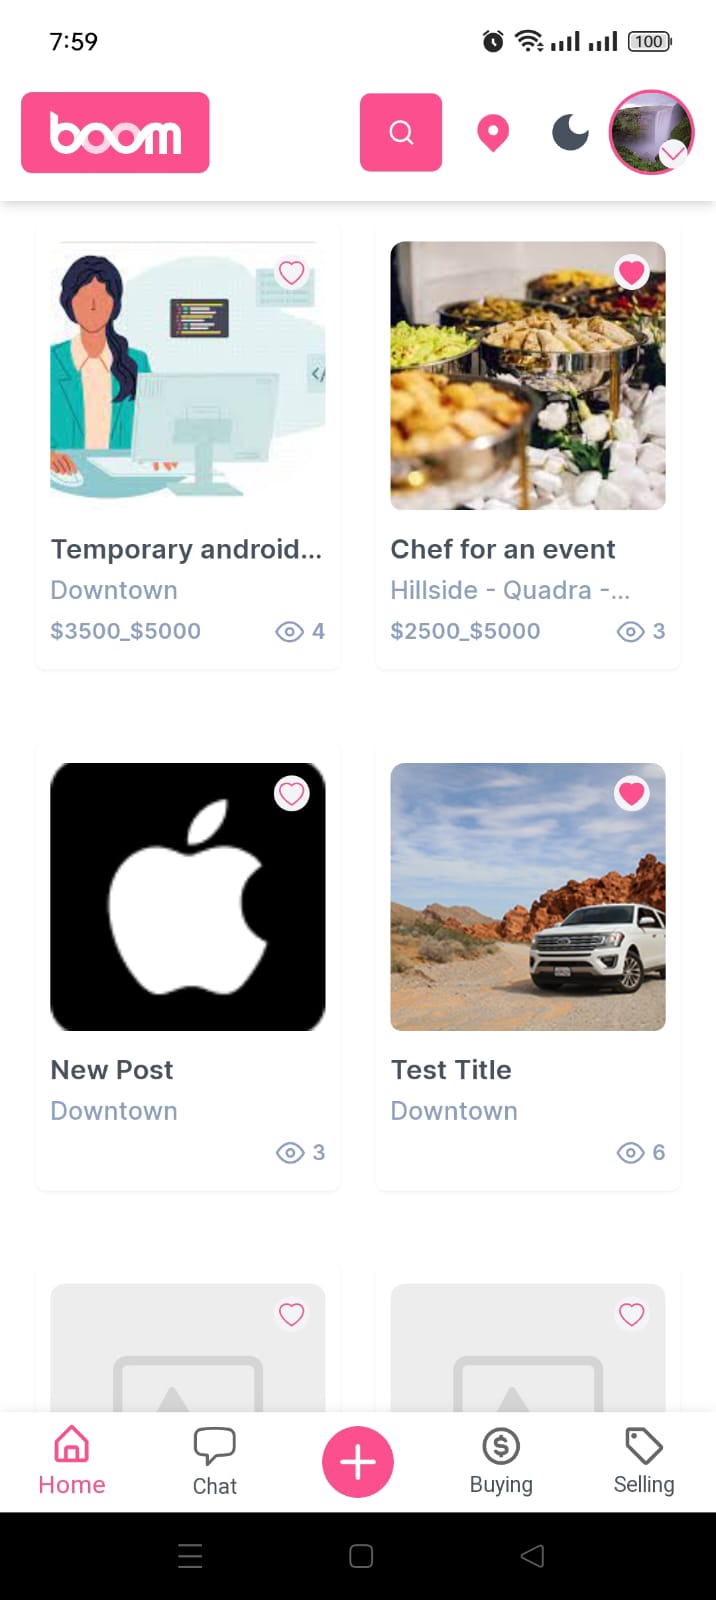 7:59
100
boom
Temporary android...
Downtown
$3500_$5000
4
Chef for an event
Hillside - Quadra -...
$2500_$5000
3
New Post
Downtown
3
Test Title
Downtown
6
Home
Chat
Buying
Selling